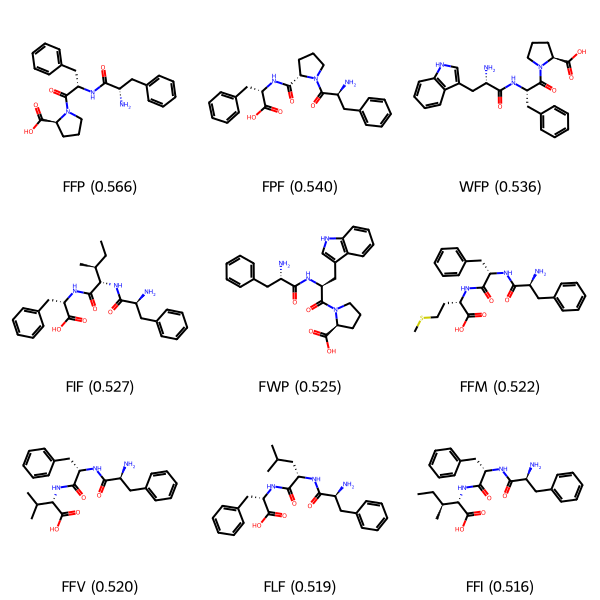 FFP (0.566)
FPF (0.540)
WFP (0.536)
FIF (0.527)
FWP (0.525)
FFM (0.522)
FFV (0.520)
FLF (0.519)
FFI (0.516)